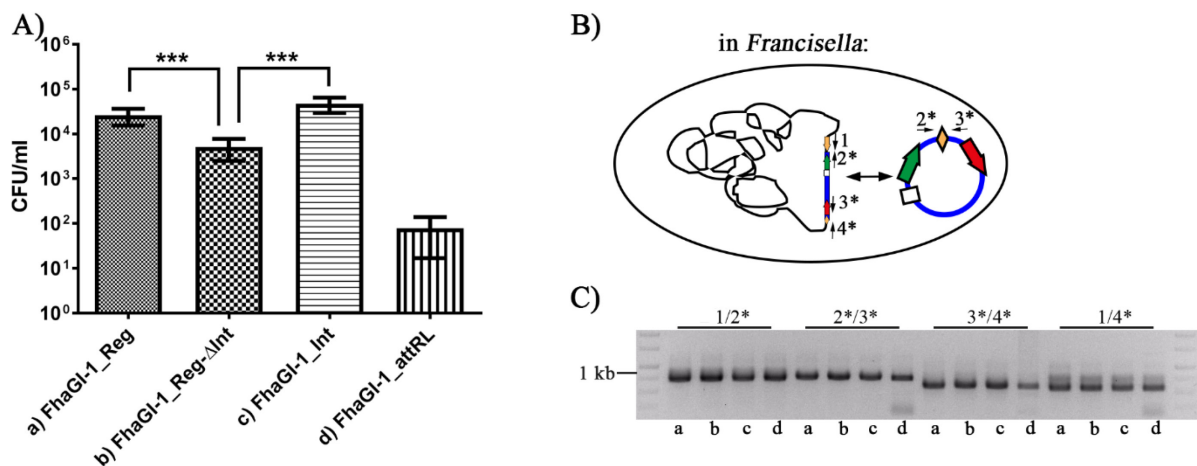 A)
10⁶
10⁵
10⁴
10³
10²
10¹
10⁰
CFU/ml
*** ***
a) FhaGI-1_Reg
b) FhaGI-1_Reg-ΔInt
c) FhaGI-1_Int
d) FhaGI-1_attRL
B)
in Francisella:
1
2*
3*
4*
2* 3*
C)
1/2* 2*/3* 3*/4* 1/4*
1 kb
a b c d a b c d a b c d a b c d